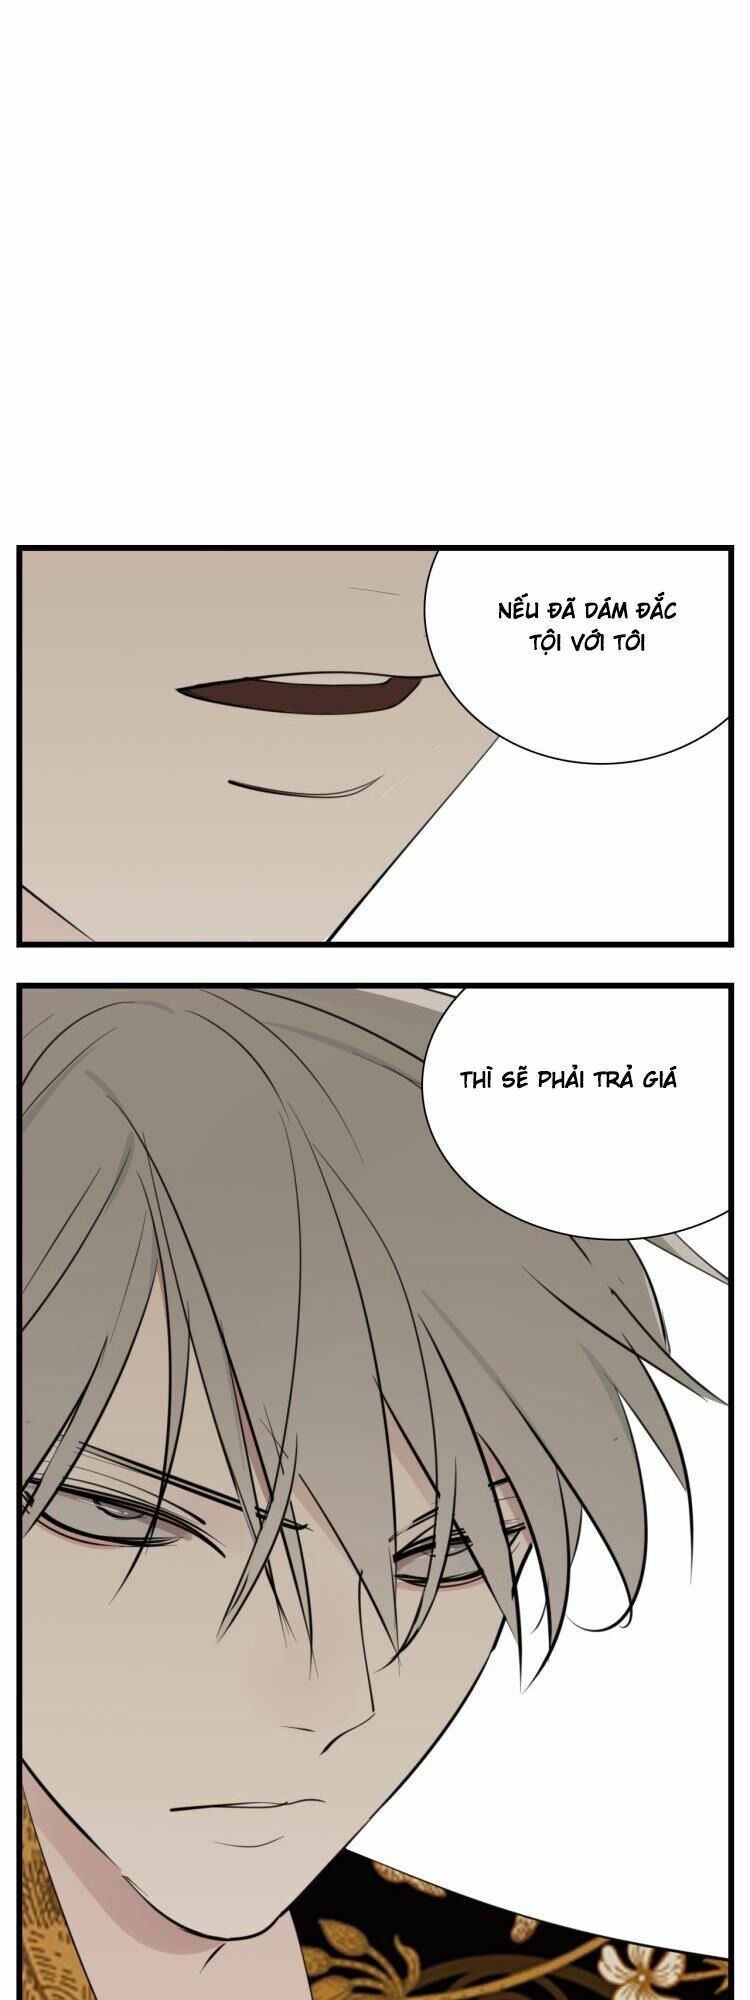 NẾU ĐÃ DÁM ĐẮC
TỘI VỚI TÔI
THÌ SẼ PHẢI TRẢ GIÁ